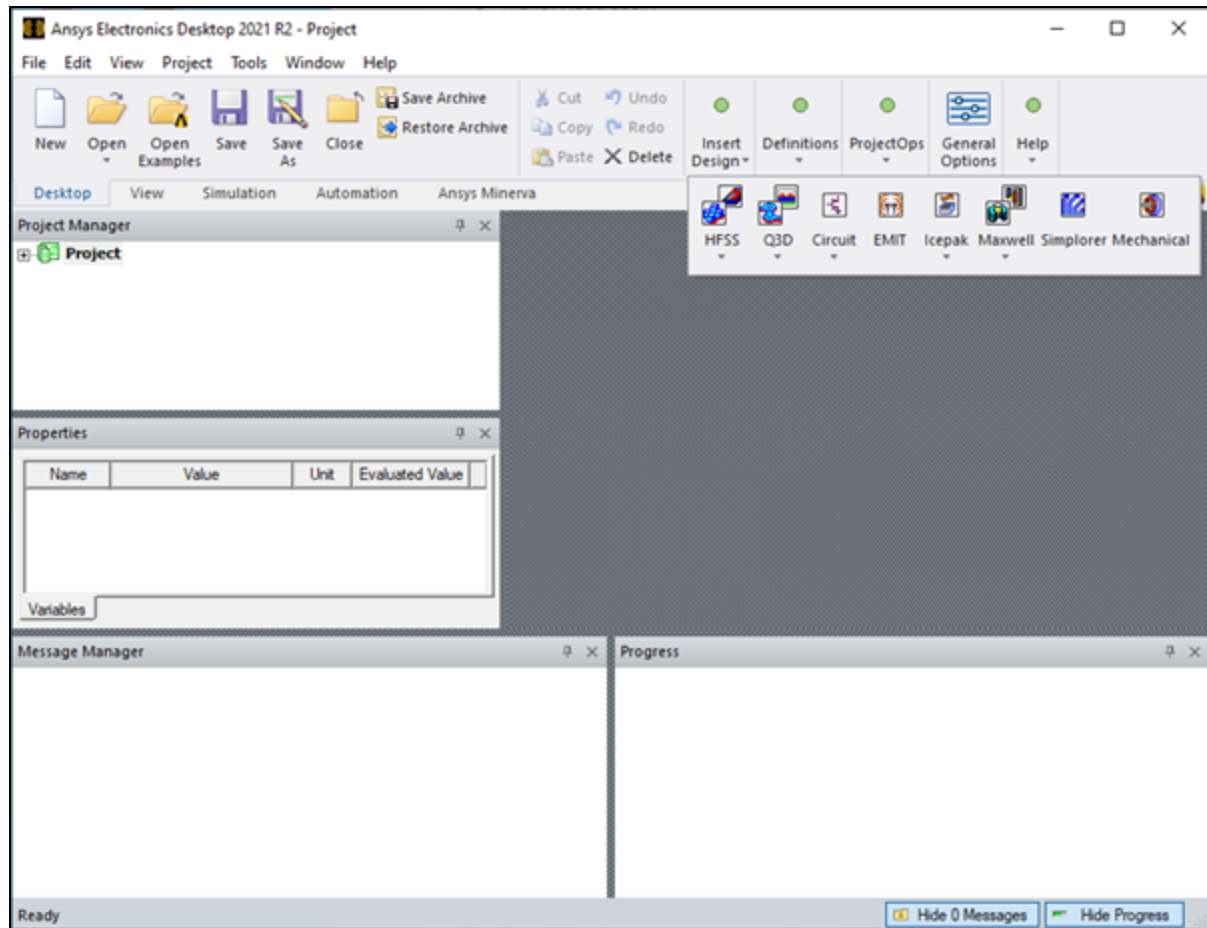 Ansys Electronics Desktop 2021 R2 - Project
File Edit View Project Tools Window Help
New
Open
Open Examples
Save
Save As
Close
Save Archive
Restore Archive
Cut
Copy
Paste
Undo
Redo
Delete
Insert Design
Definitions
ProjectOps
General Options
Help
Desktop View Simulation Automation Ansys Minerva
HFSS Q3D Circuit EMIT Icepak Maxwell Simplorer Mechanical
Project Manager
Project
Properties
Name Value Unit Evaluated Value
Variables
Message Manager
Progress
Ready
Hide 0 Messages
Hide Progress